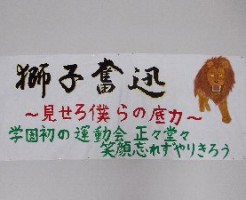 獅子奮迅
～見せろ僕らの底力～
学園初の運動会 正々堂々
笑顔忘れずやりきろう